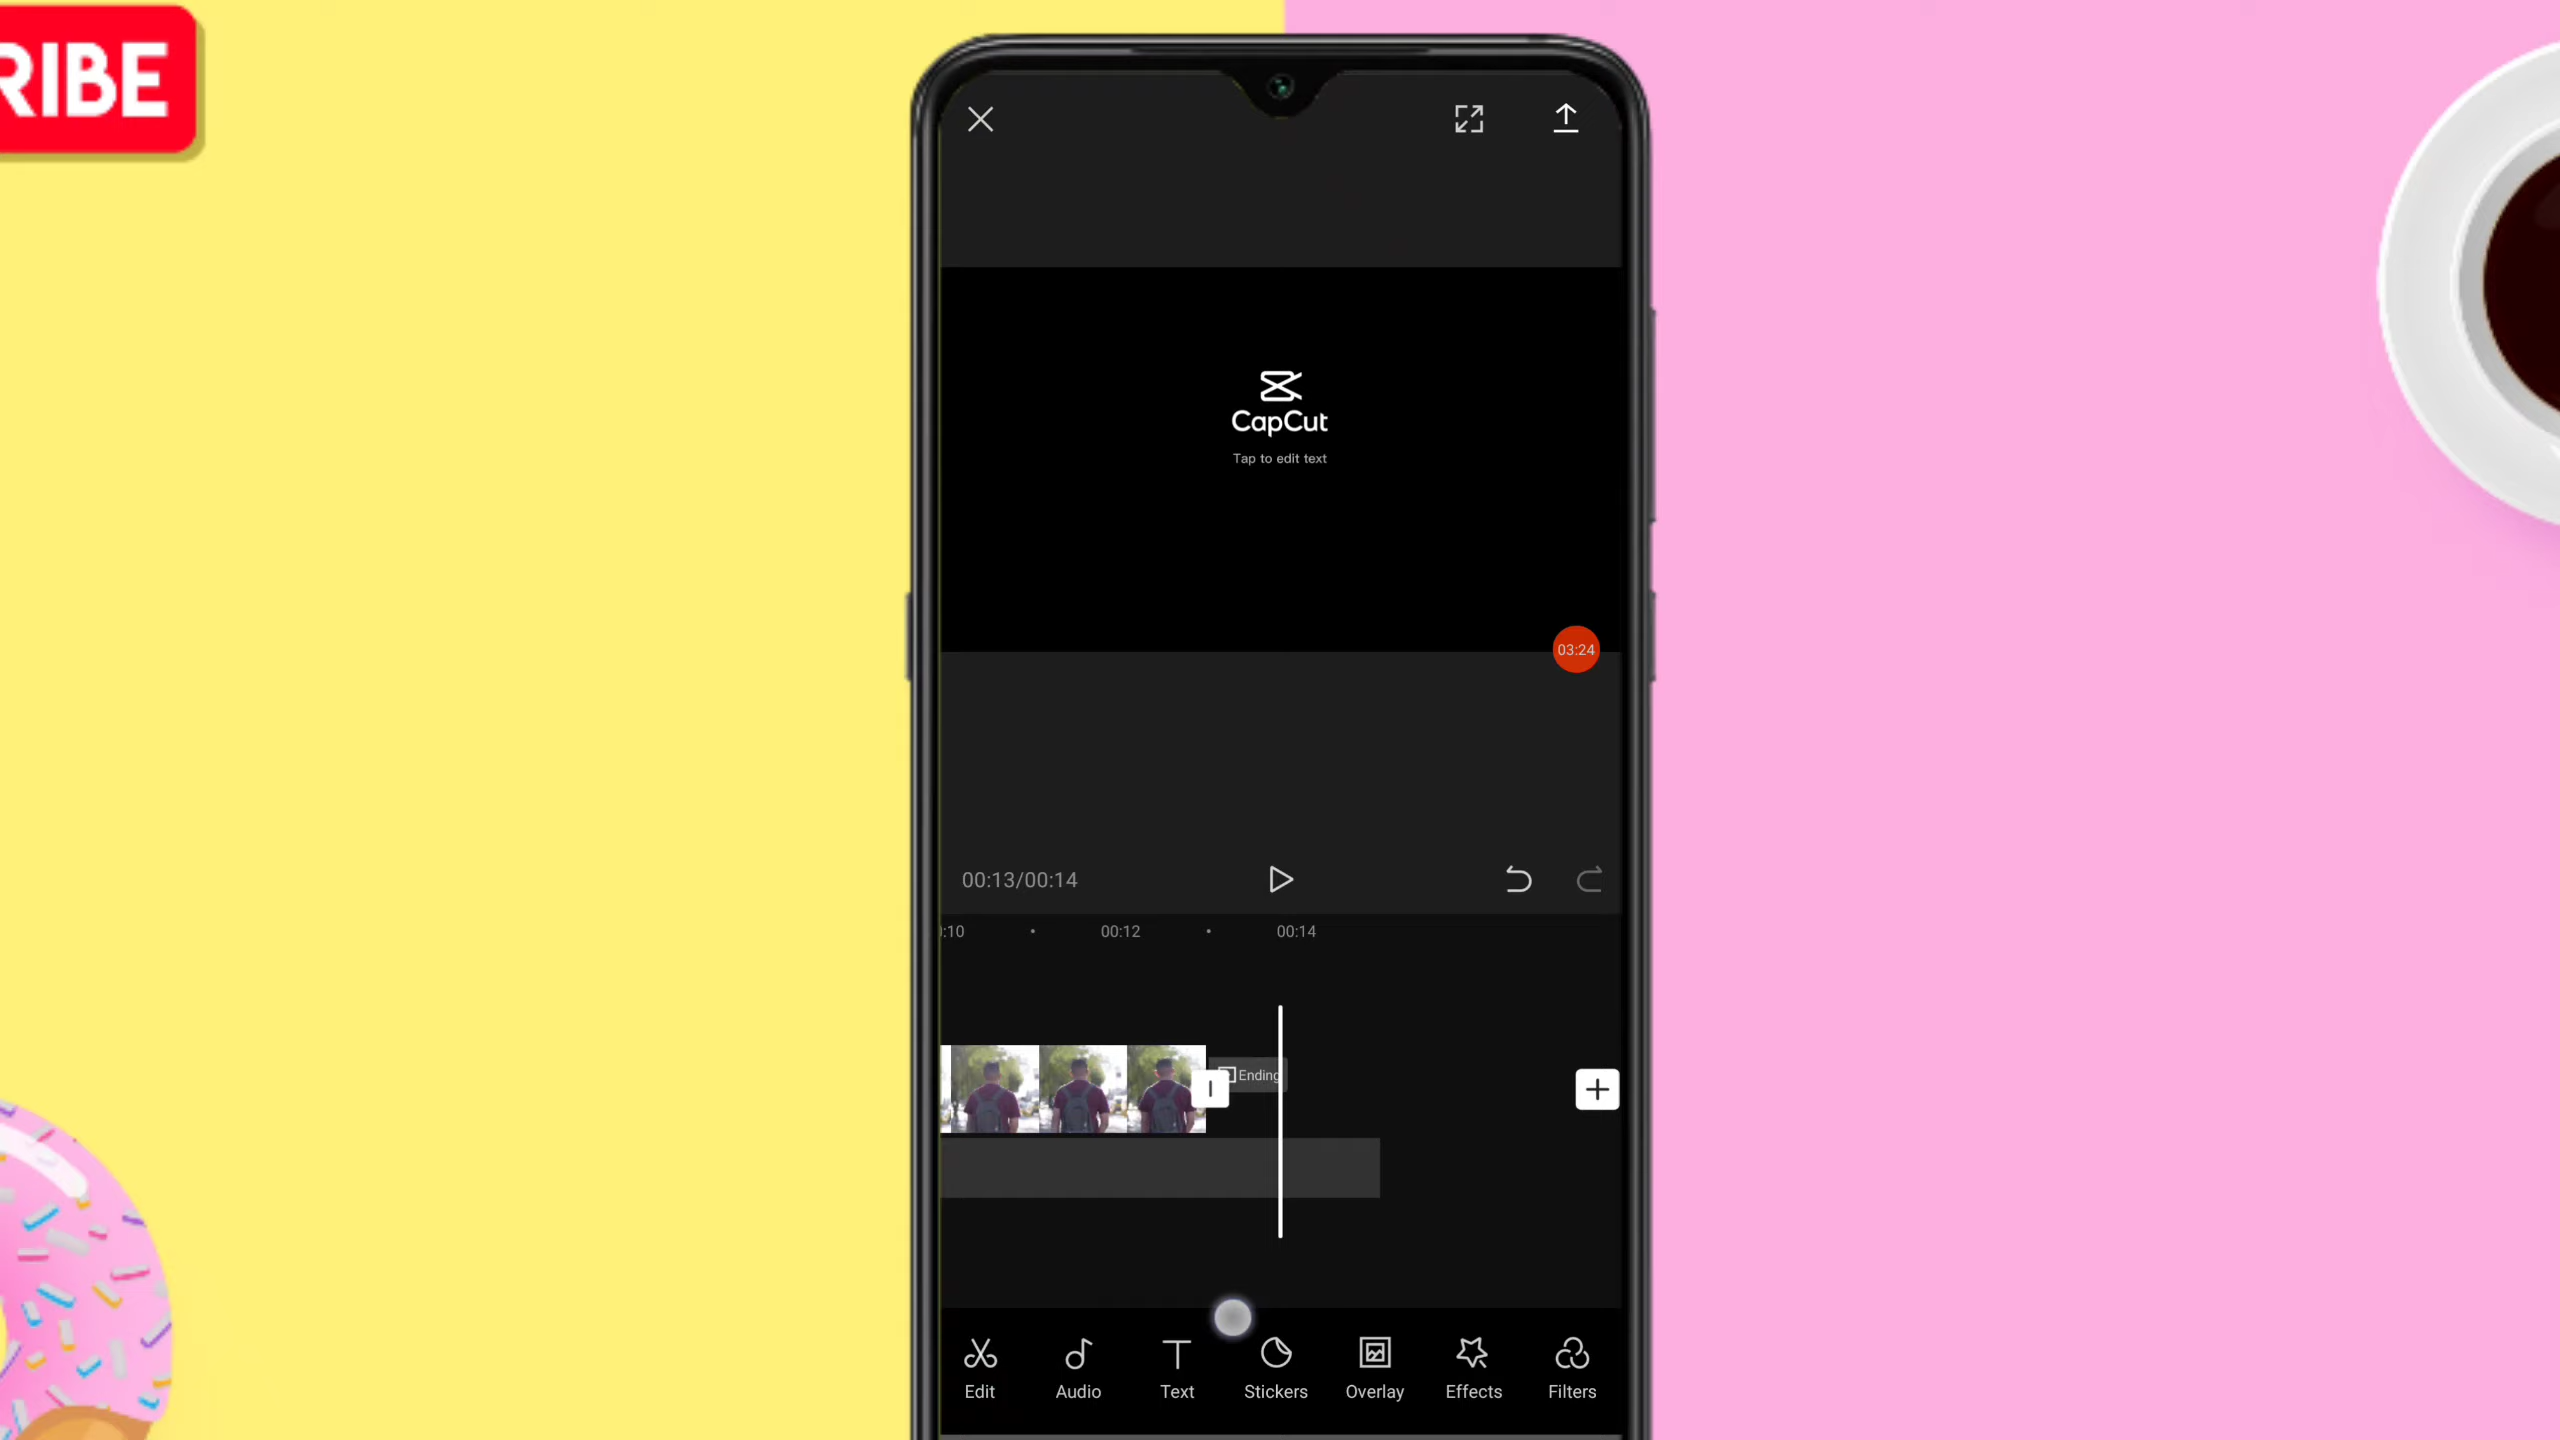 RIBE
CapCut
Tap to edit text
03:24
00:13/00:14
:10
00:12
00:14
Ending
Edit
Audio
Text
Stickers
Overlay
Effects
Filters